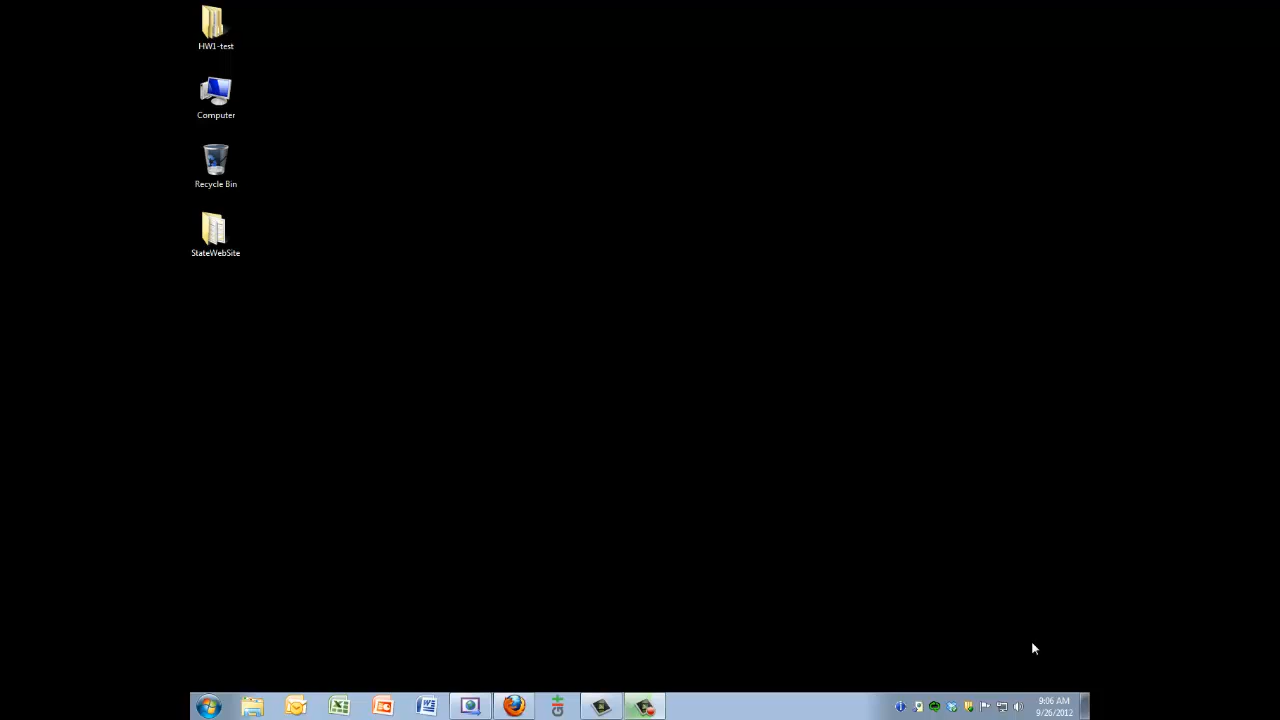 HW1-test
Computer
Recycle Bin
StateWebSite
9:06 AM
9/26/2012